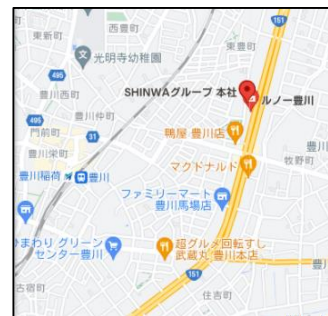 151
東新町
西豊町
東豊町
光明寺幼稚園
495
豊川西町
SHINWAグループ 本社
ルノー豊川
豊川仲町
495
門前町
31
鴨屋 豊川店
豊川栄町
マクドナルド
牧野町
豊川稲荷
豊川
ファミリーマート
豊川馬場店
ひまわり グリーン
センター豊川
超グルメ回転すし
武蔵丸 豊川本店
151
古宿町
住吉町